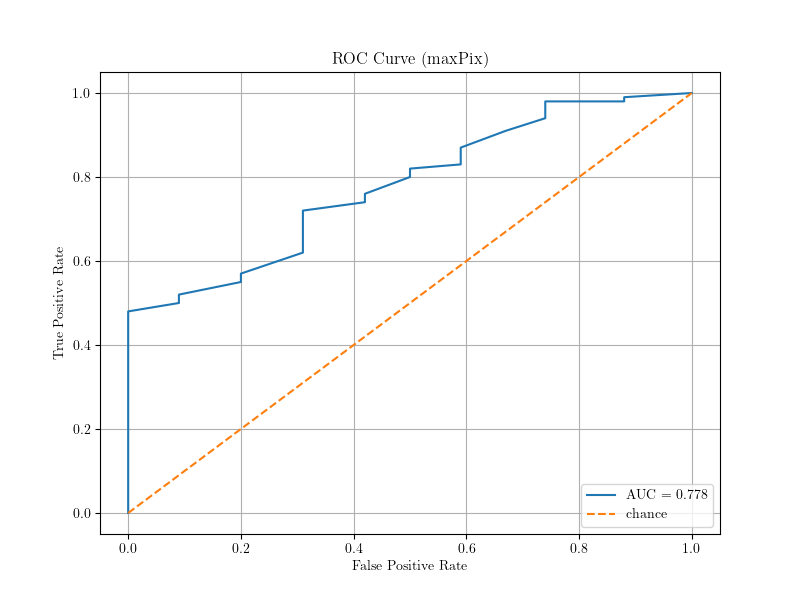 ROC Curve (maxPix)
1.0
0.8
0.6
0.4
0.2
0.0
True Positive Rate
0.0 0.2 0.4 0.6 0.8 1.0
False Positive Rate
AUC = 0.778
chance